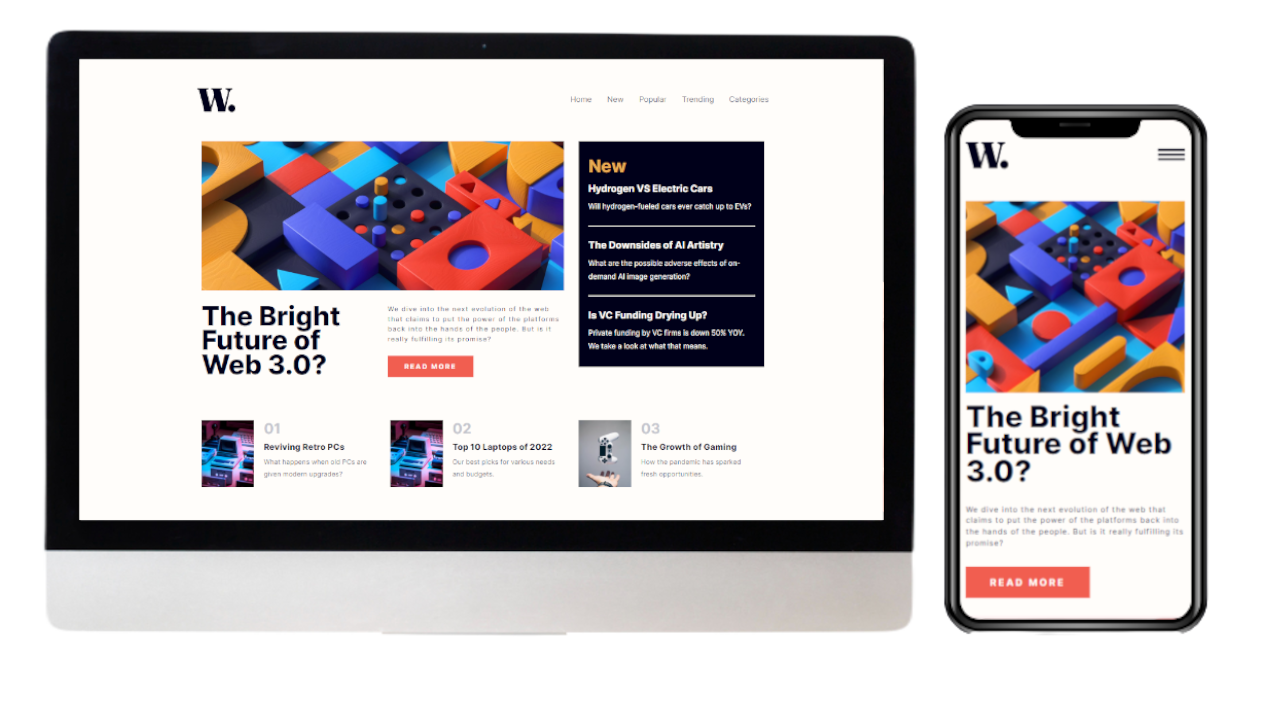 W.
Home New Popular Trending Categories
New
Hydrogen VS Electric Cars
Will hydrogen-fueled cars ever catch up to EVs?
The Downsides of AI Artistry
What are the possible adverse effects of on-
demand AI image generation?
Is VC Funding Drying Up?
Private funding by VC firms is down 50% YOY.
We take a look at what that means.
The Bright
Future of
Web 3.0?
We dive into the next evolution of the web
that claims to put the power of the platforms
back into the hands of the people. But is it
really fulfilling its promise?
READ MORE
01
Reviving Retro PCs
What happens when old PCs are
given modern upgrades?
02
Top 10 Laptops of 2022
Our best picks for various needs
and budgets.
03
The Growth of Gaming
How the pandemic has sparked
fresh opportunities.
W.
The Bright
Future of Web
3.0?
We dive into the next evolution of the web that
claims to put the power of the platforms back into
the hands of the people. But is it really fulfilling its
promise?
READ MORE